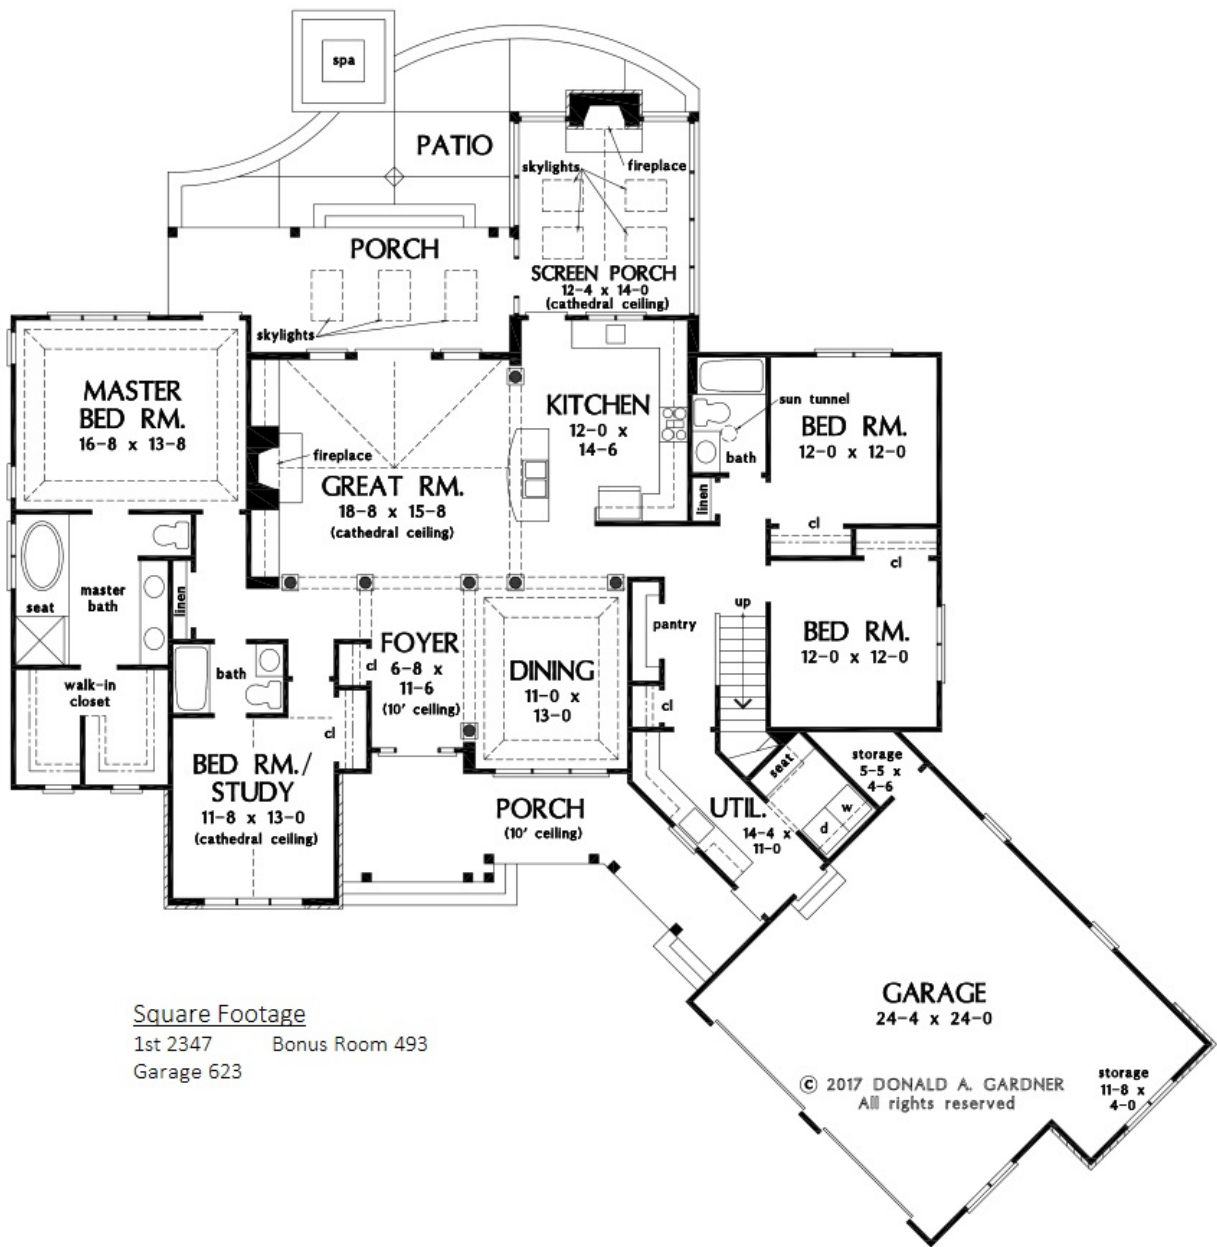 spa
PATIO
skylights
fireplace
PORCH
SCREEN PORCH
12-4 x 14-0
(cathedral ceiling)
skylights
MASTER
BED RM.
16-8 x 13-8
fireplace
GREAT RM.
18-8 x 15-8
(cathedral ceiling)
KITCHEN
12-0 x
14-6
sun tunnel
bath
linen
BED RM.
12-0 x 12-0
cl
cl
seat
master
bath
linen
walk-in
closet
bath
cl
FOYER
6-8 x
11-6
(10' ceiling)
DINING
11-0 x
13-0
pantry
cl
up
BED RM.
12-0 x 12-0
cl
BED RM./
STUDY
11-8 x 13-0
(cathedral ceiling)
PORCH
(10' ceiling)
UTIL.
14-4 x
11-0
seat
w
d
storage
5-5 x
4-6
GARAGE
24-4 x 24-0
storage
11-8 x
4-0
© 2017 DONALD A. GARDNER
All rights reserved
Square Footage
1st 2347 Bonus Room 493
Garage 623